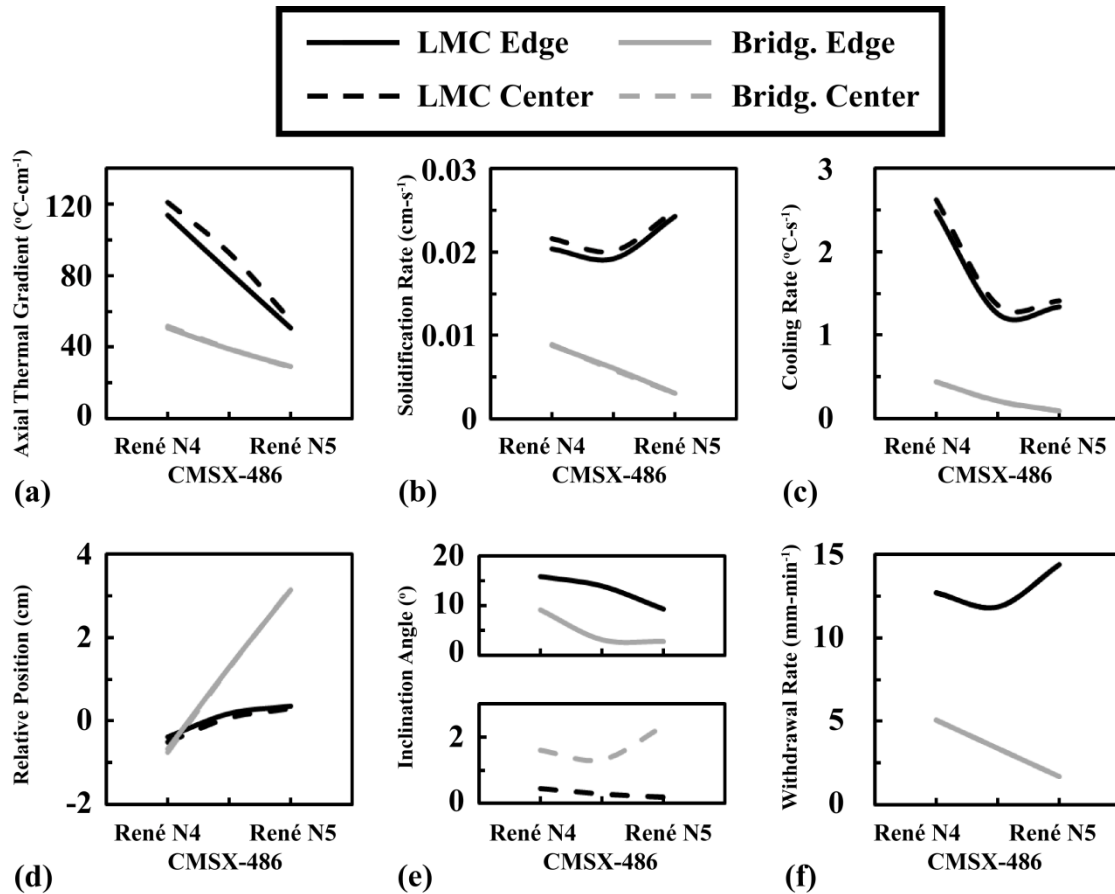 LMC Edge
Bridg. Edge
LMC Center
Bridg. Center
Axial Thermal Gradient (°C-cm⁻¹)
120
80
40
0
René N4
René N5
CMSX-486
(a)
Solidification Rate (cm-s⁻¹)
0.03
0.02
0.01
0
René N4
René N5
CMSX-486
(b)
Cooling Rate (°C-s⁻¹)
3
2
1
0
René N4
René N5
CMSX-486
(c)
Relative Position (cm)
4
2
0
-2
René N4
René N5
CMSX-486
(d)
Inclination Angle (°)
20
10
0
2
0
René N4
René N5
CMSX-486
(e)
Withdrawal Rate (mm-min⁻¹)
15
10
5
0
René N4
René N5
CMSX-486
(f)